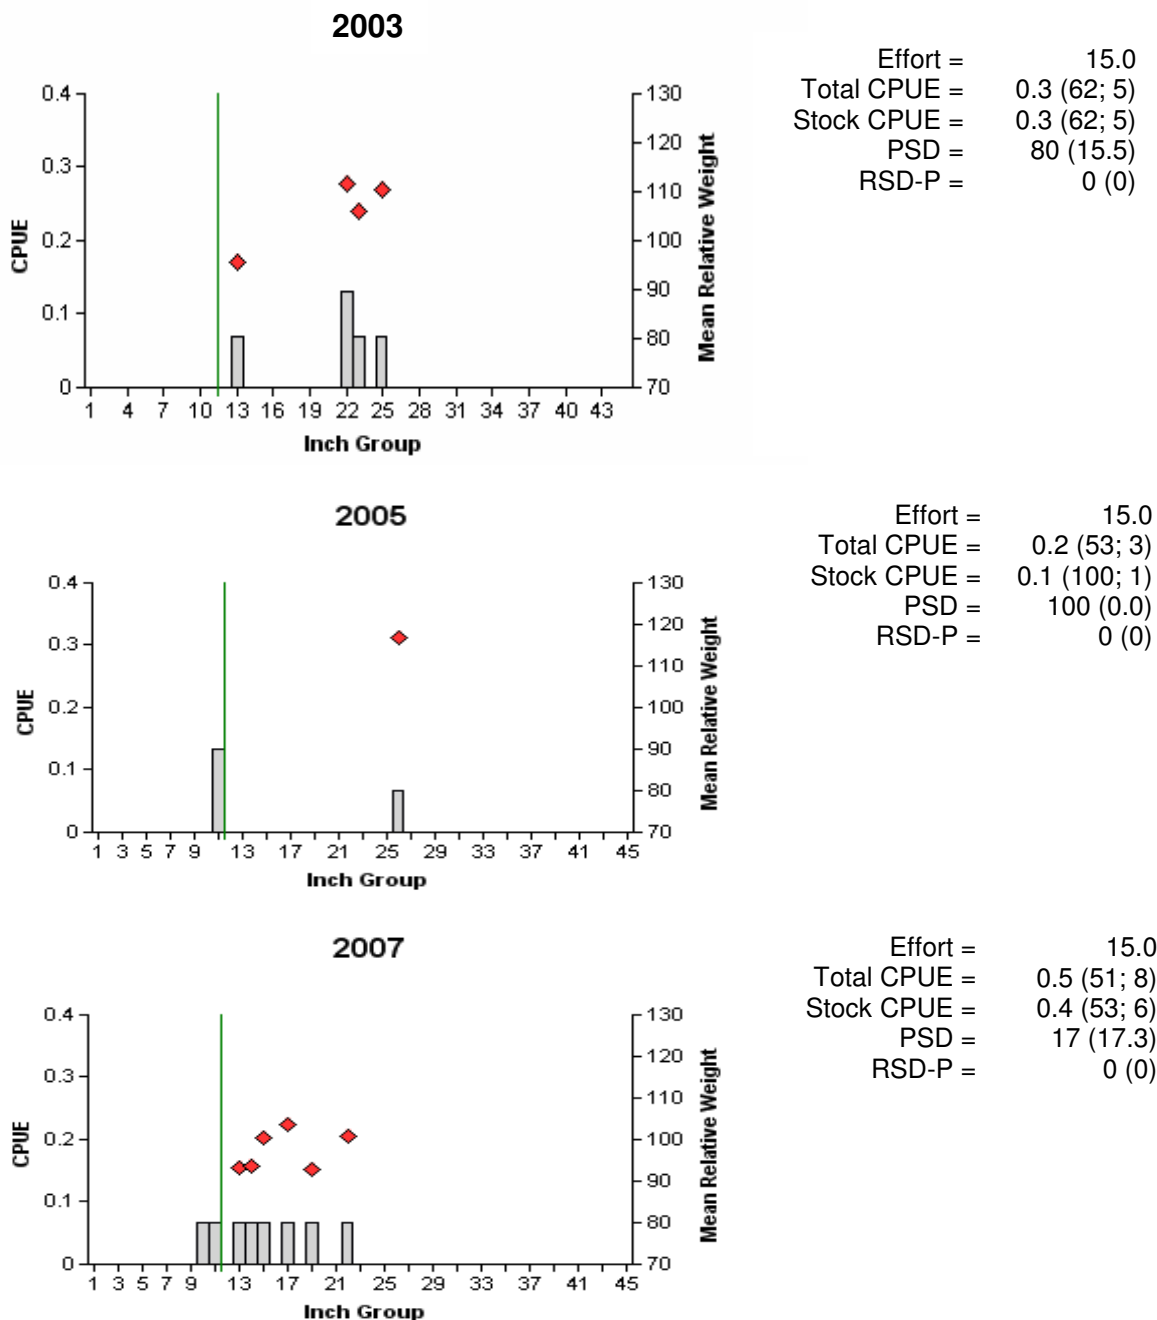 2003
Effort = 15.0
Total CPUE = 0.3 (62; 5)
Stock CPUE = 0.3 (62; 5)
PSD = 80 (15.5)
RSD-P = 0 (0)
0.4
0.3
0.2
0.1
0
CPUE
130
120
110
100
90
80
70
Mean Relative Weight
1 4 7 10 13 16 19 22 25 28 31 34 37 40 43
Inch Group
2005
Effort = 15.0
Total CPUE = 0.2 (53; 3)
Stock CPUE = 0.1 (100; 1)
PSD = 100 (0.0)
RSD-P = 0 (0)
0.4
0.3
0.2
0.1
0
CPUE
130
120
110
100
90
80
70
Mean Relative Weight
1 3 5 7 9 13 17 21 25 29 33 37 41 45
Inch Group
2007
Effort = 15.0
Total CPUE = 0.5 (51; 8)
Stock CPUE = 0.4 (53; 6)
PSD = 17 (17.3)
RSD-P = 0 (0)
0.4
0.3
0.2
0.1
0
CPUE
130
120
110
100
90
80
70
Mean Relative Weight
1 3 5 7 9 13 17 21 25 29 33 37 41 45
Inch Group